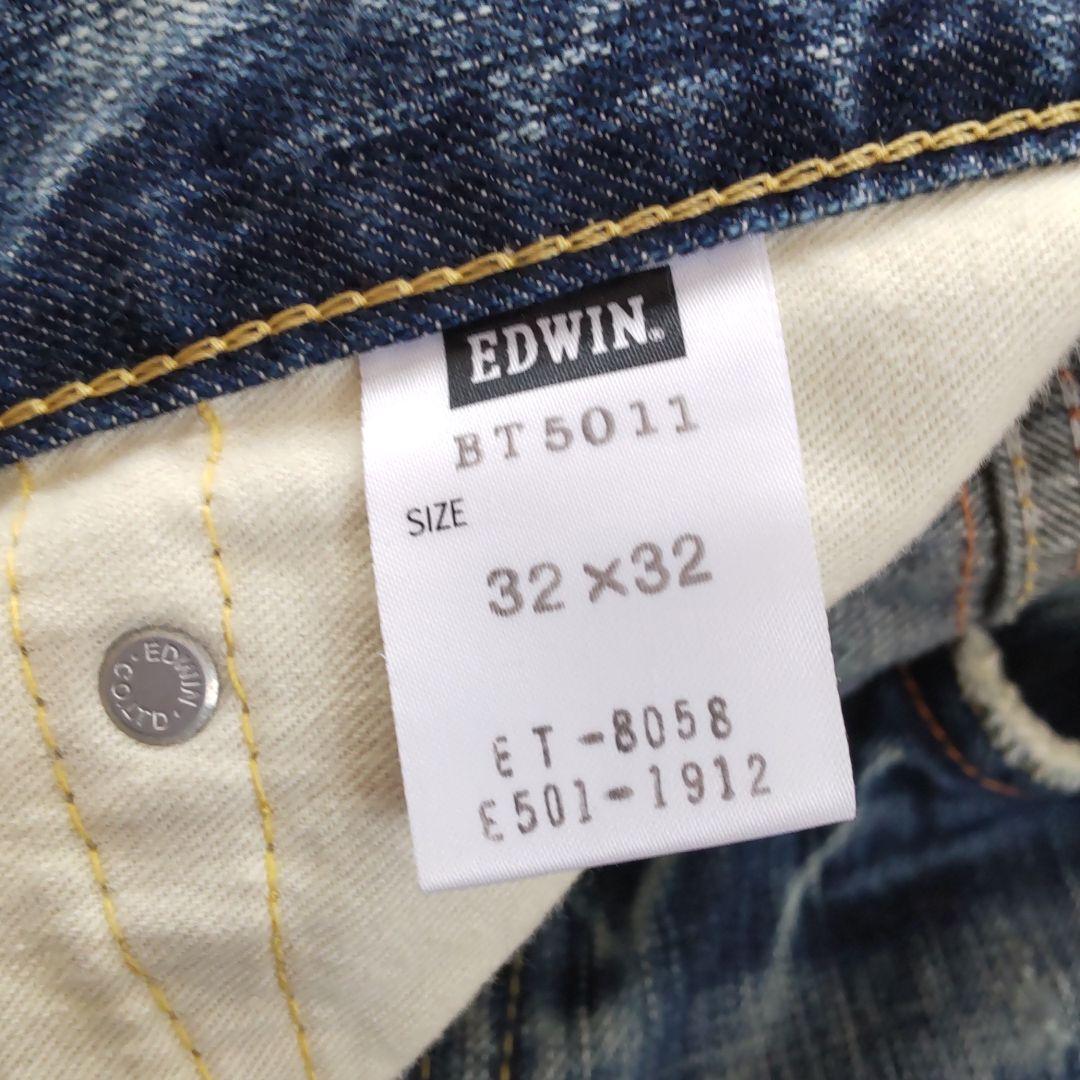 EDWIN.
BT5011
SIZE
32×32
ET-8058
E501-1912
·EDWIN·
CO.LTD